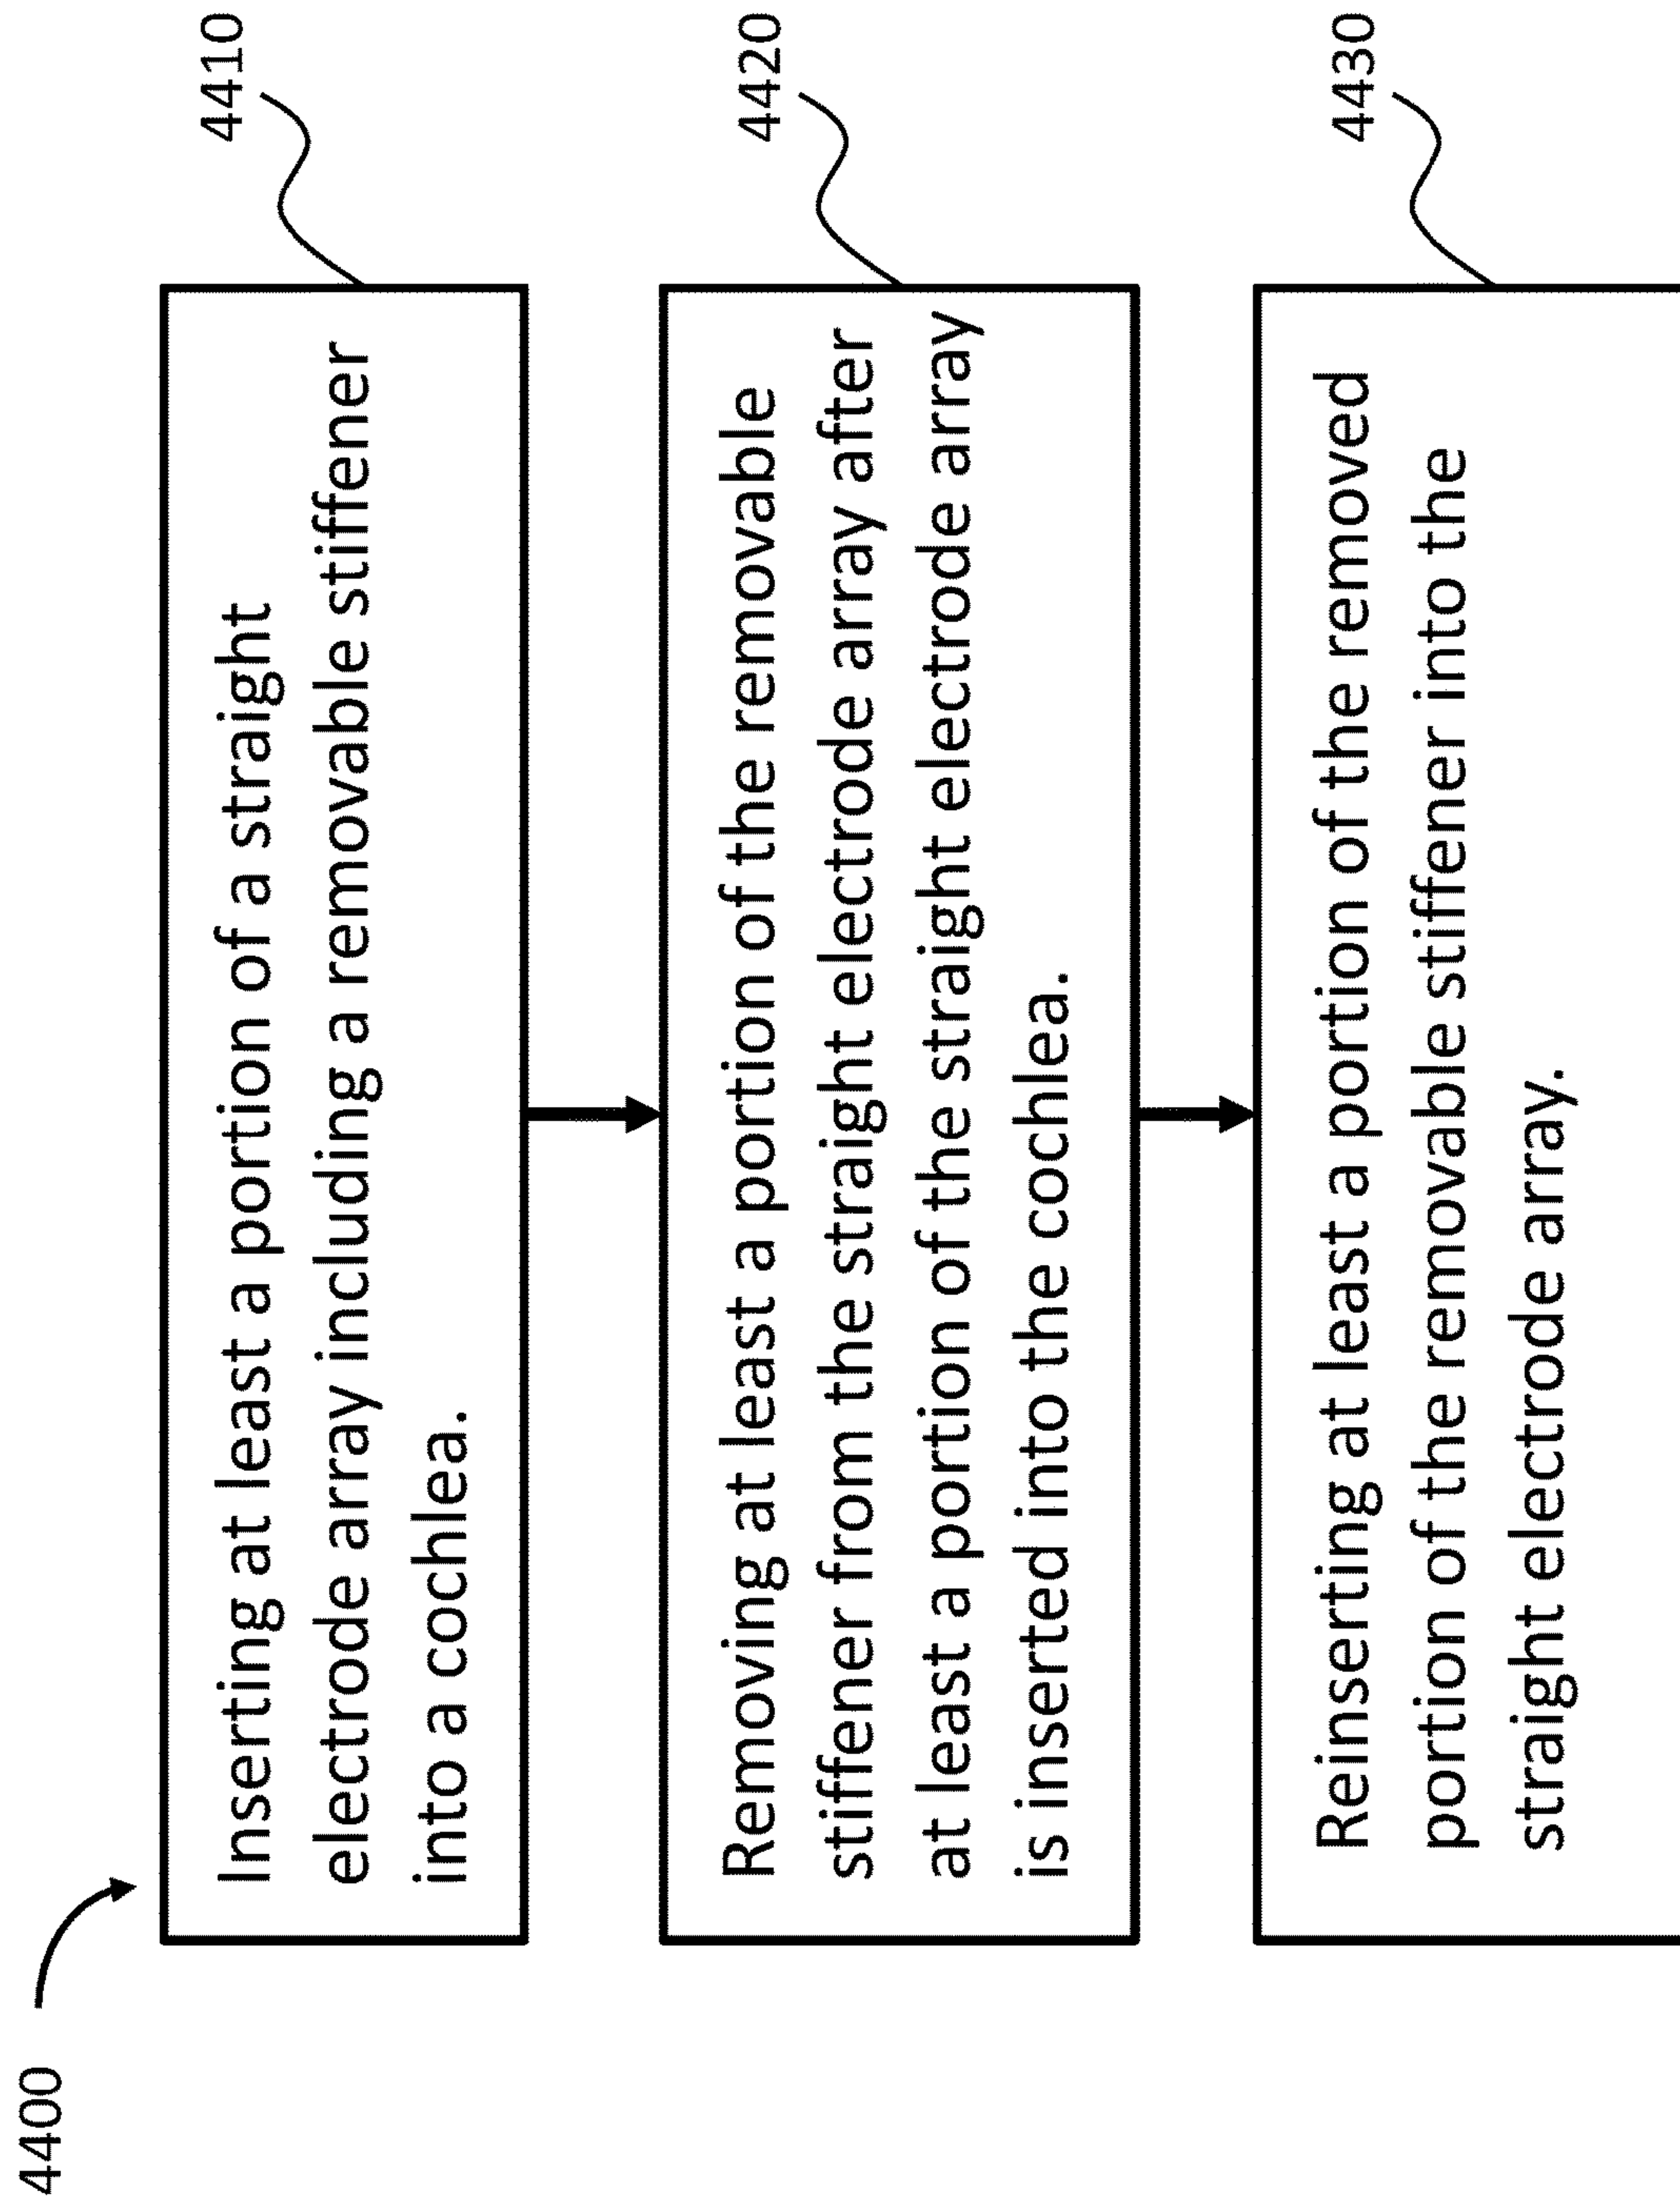 4400
4410
Inserting at least a portion of a straight
electrode array including a removable stiffener
into a cochlea.
4420
Removing at least a portion of the removable
stiffener from the straight electrode array after
at least a portion of the straight electrode array
is inserted into the cochlea.
4430
Reinserting at least a portion of the removed
portion of the removable stiffener into the
straight electrode array.